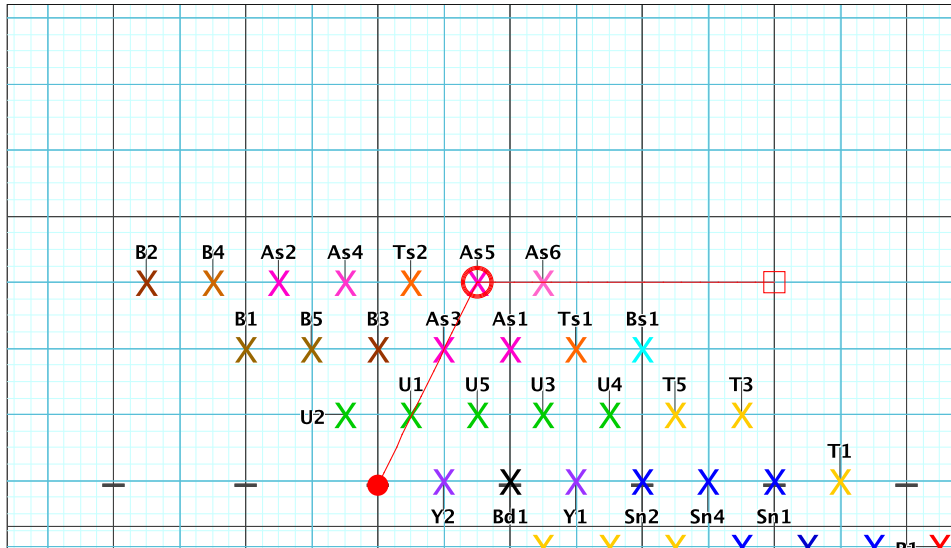 B2 B4 As2 As4 Ts2 As5 As6
B1 B5 B3 As3 As1 Ts1 Bs1
U1 U5 U3 U4 T5 T3
U2
T1
Y2 Bd1 Y1 Sn2 Sn4 Sn1